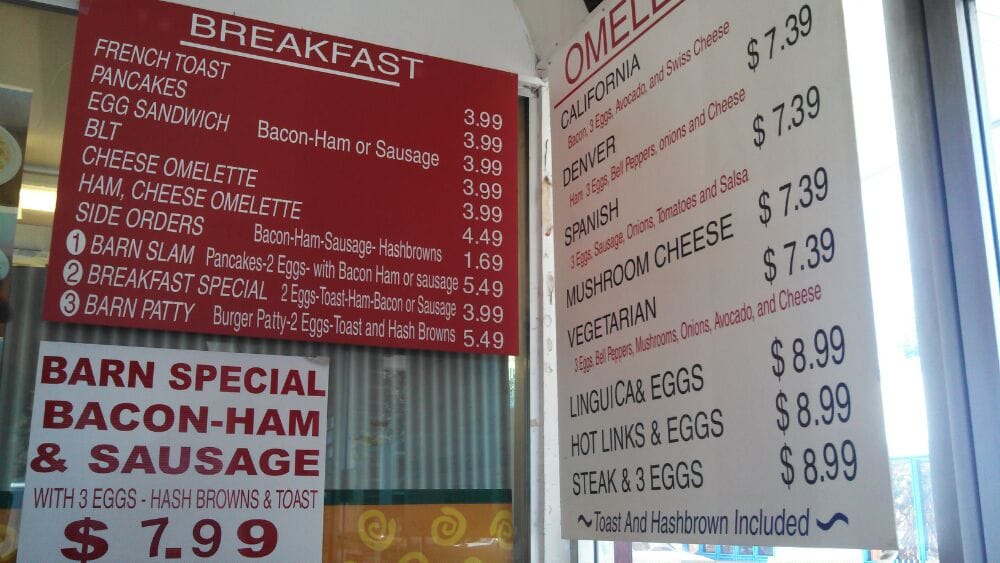 BREAKFAST
FRENCH TOAST 3.99
PANCAKES 3.99
EGG SANDWICH Bacon-Ham or Sausage 3.99
BLT 3.99
CHEESE OMELETTE 3.99
HAM, CHEESE OMELETTE 4.49
SIDE ORDERS Bacon-Ham-Sausage- Hashbrowns 1.69
1 BARN SLAM Pancakes-2 Eggs- with Bacon Ham or sausage 5.49
2 BREAKFAST SPECIAL 2 Eggs-Toast-Ham-Bacon or Sausage 3.99
3 BARN PATTY Burger Patty-2 Eggs-Toast and Hash Browns 5.49
BARN SPECIAL
BACON-HAM
& SAUSAGE
WITH 3 EGGS - HASH BROWNS & TOAST
$ 7.99
OMELE
CALIFORNIA $ 7.39
Bacon, 3 Eggs, Avocado, and Swiss Cheese
DENVER $ 7.39
Ham 3 Eggs, Bell Peppers, onions and Cheese
SPANISH
3 Eggs, Sausage, Onions, Tomatoes and Salsa
MUSHROOM CHEESE $ 7.39
VEGETARIAN $ 7.39
3 Eggs, Bell Peppers, Mushrooms, Onions, Avocado, and Cheese
LINGUICA& EGGS $ 8.99
HOT LINKS & EGGS $ 8.99
STEAK & 3 EGGS $ 8.99
~Toast And Hashbrown Included~